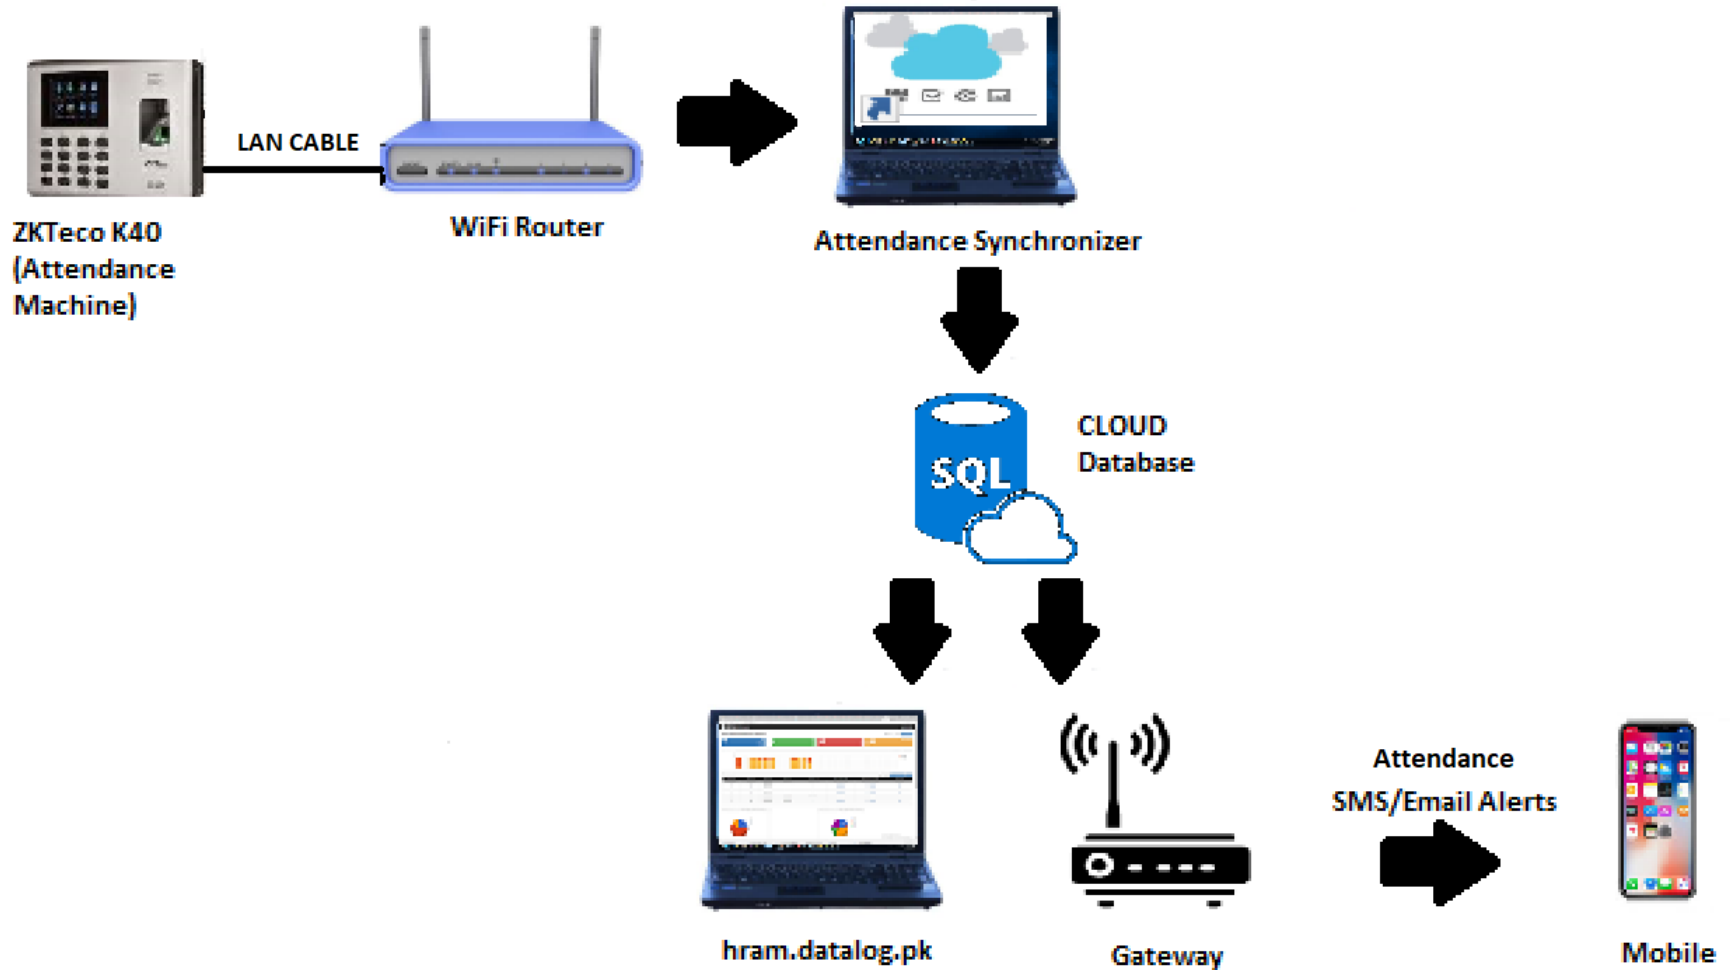 LAN CABLE
ZKTeco K40
(Attendance
Machine)
WiFi Router
Attendance Synchronizer
SQL
CLOUD
Database
hram.datalog.pk
Gateway
Attendance
SMS/Email Alerts
Mobile